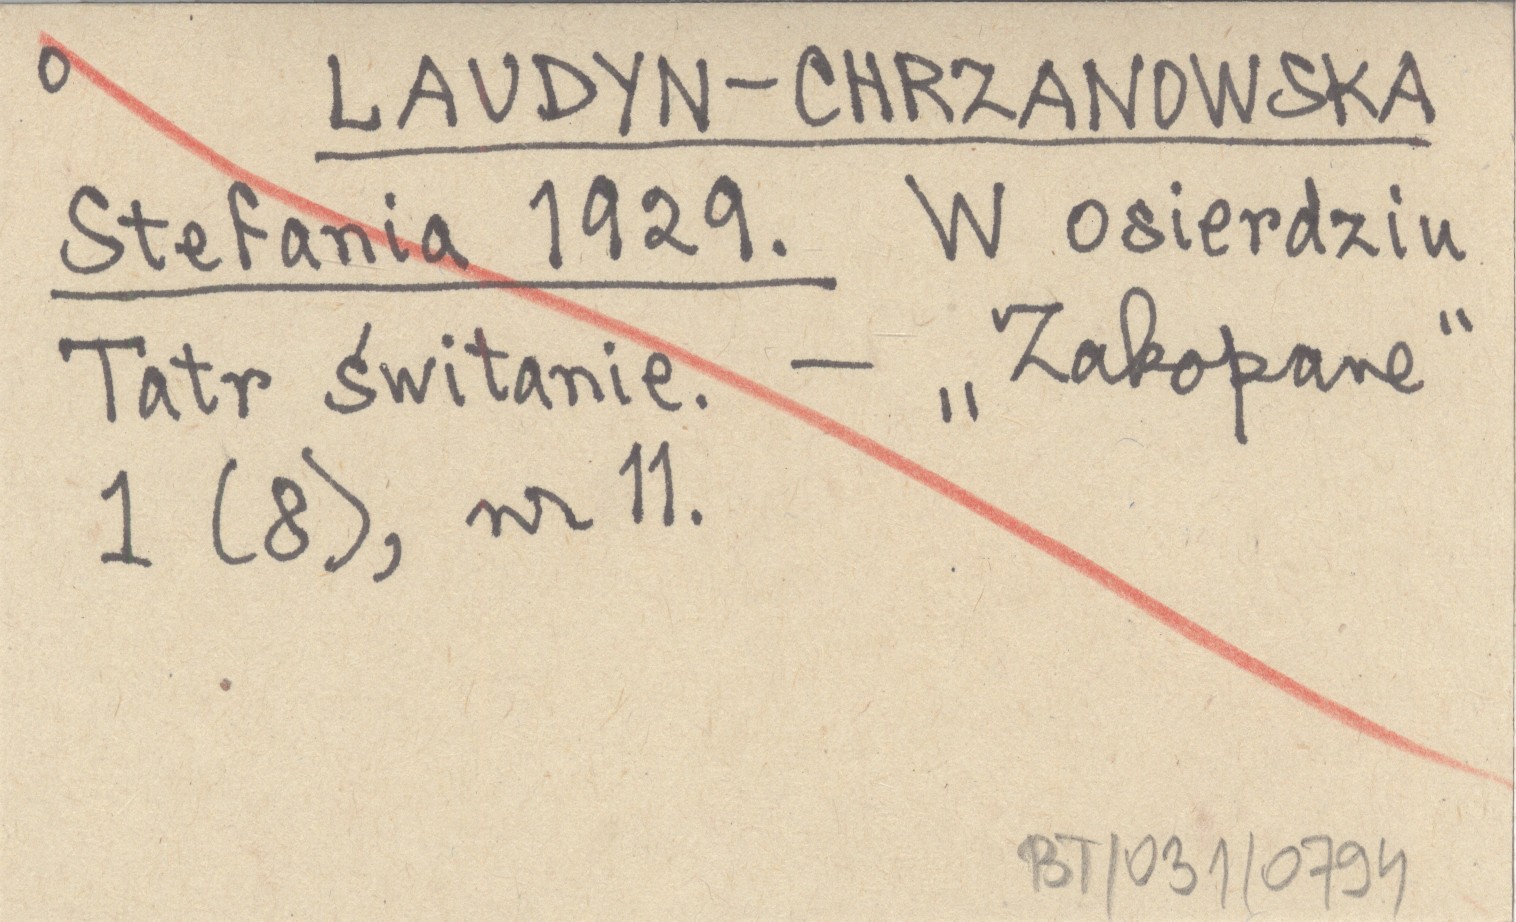 o LAUDYN-CHRZANOWSKA
Stefania 1929. W osierdziu
Tatr świtanie. — „Zakopane“
1 (8), nr 11.
BT/031/0794